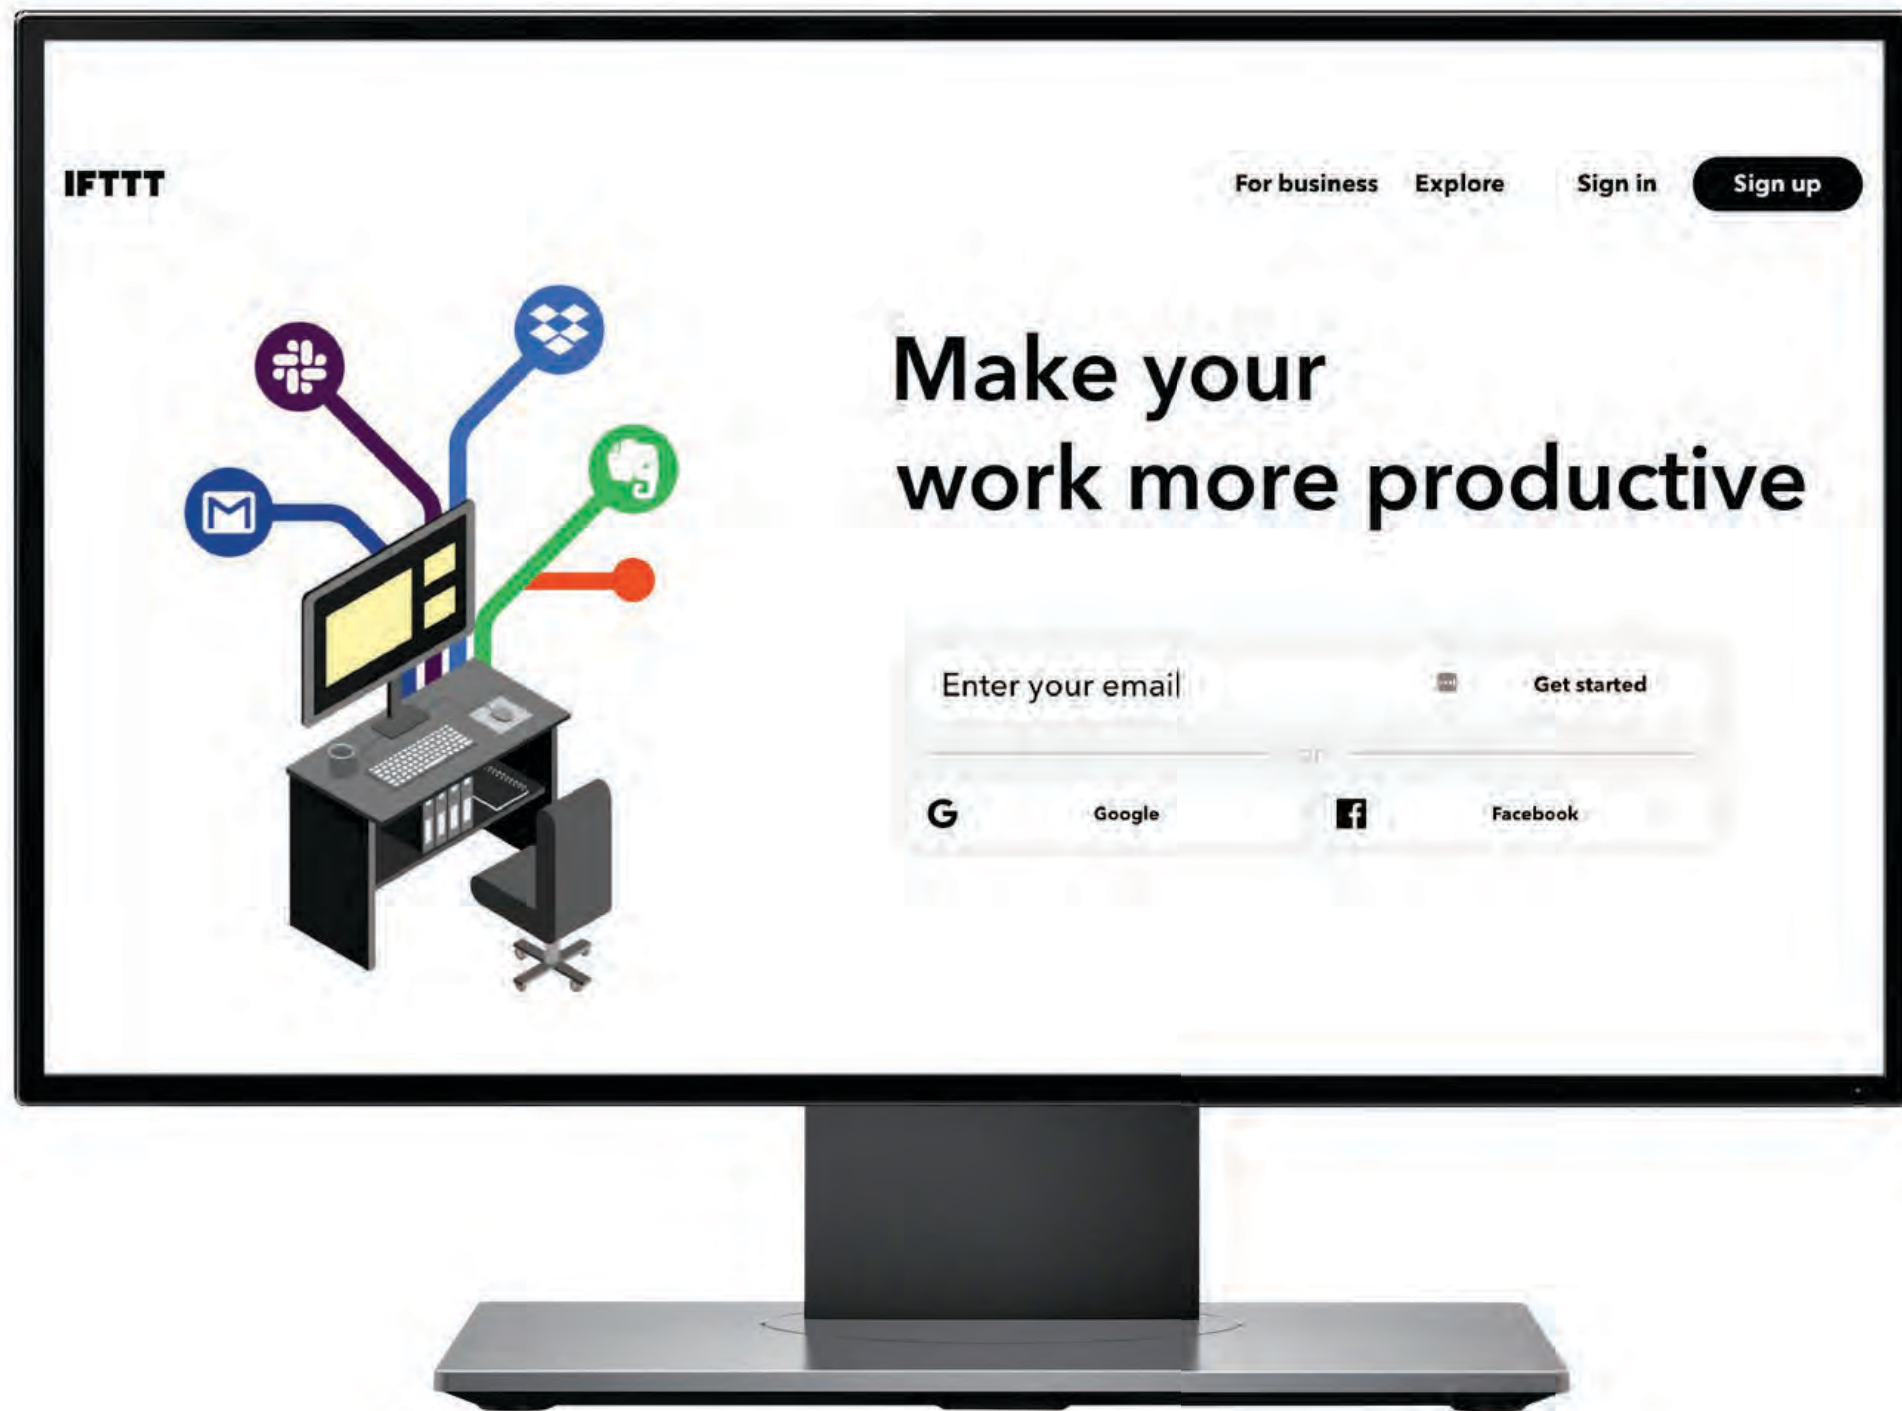 IFTTT
For business
Explore
Sign in
Sign up
Make your
work more productive
Enter your email
Get started
or
G
Google
Facebook